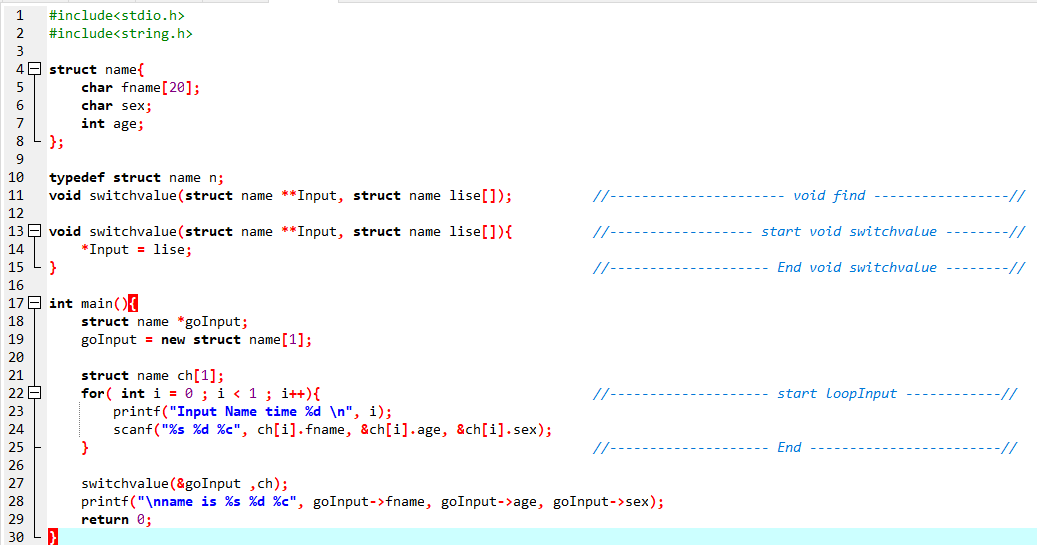 1 #include<stdio.h>
2 #include<string.h>
3
4 struct name{
5 char fname[20];
6 char sex;
7 int age;
8 };
9
10 typedef struct name n;
11 void switchvalue(struct name **Input, struct name lise[]); //---------------------- void find -----------------//
12
13 void switchvalue(struct name **Input, struct name lise[]){ //------------------ start void switchvalue --------//
14 *Input = lise;
15 } //-------------------- End void switchvalue --------//
16
17 int main(){
18 struct name *goInput;
19 goInput = new struct name[1];
20
21 struct name ch[1];
22 for( int i = 0 ; i < 1 ; i++){ //-------------------- start loopInput ------------//
23 printf("Input Name time %d \n", i);
24 scanf("%s %d %c", ch[i].fname, &ch[i].age, &ch[i].sex);
25 } //-------------------- End ------------------------//
26
27 switchvalue(&goInput ,ch);
28 printf("\nname is %s %d %c", goInput->fname, goInput->age, goInput->sex);
29 return 0;
30 }